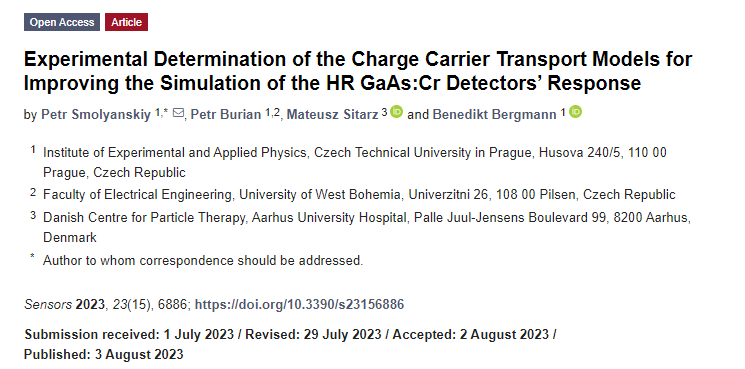 Open Access Article
Experimental Determination of the Charge Carrier Transport Models for
Improving the Simulation of the HR GaAs:Cr Detectors’ Response
by Petr Smolyanskiy 1,* , Petr Burian 1,2, Mateusz Sitarz 3 iD and Benedikt Bergmann 1 iD
1 Institute of Experimental and Applied Physics, Czech Technical University in Prague, Husova 240/5, 110 00
Prague, Czech Republic
2 Faculty of Electrical Engineering, University of West Bohemia, Univerzitni 26, 108 00 Pilsen, Czech Republic
3 Danish Centre for Particle Therapy, Aarhus University Hospital, Palle Juul-Jensens Boulevard 99, 8200 Aarhus,
Denmark
* Author to whom correspondence should be addressed.
Sensors 2023, 23(15), 6886; https://doi.org/10.3390/s23156886
Submission received: 1 July 2023 / Revised: 29 July 2023 / Accepted: 2 August 2023 /
Published: 3 August 2023